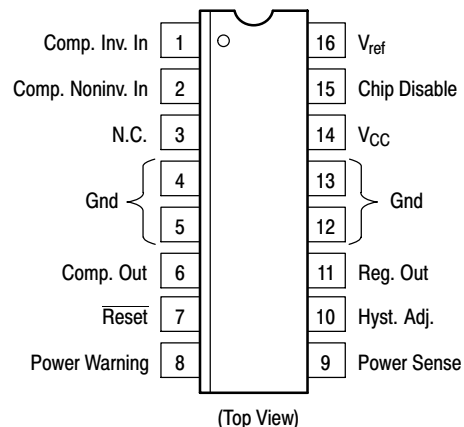 Comp. Inv. In 1 16 Vref
Comp. Noninv. In 2 15 Chip Disable
N.C. 3 14 VCC
4 13
Gnd Gnd
5 12
Comp. Out 6 11 Reg. Out
Reset 7 10 Hyst. Adj.
Power Warning 8 9 Power Sense
(Top View)